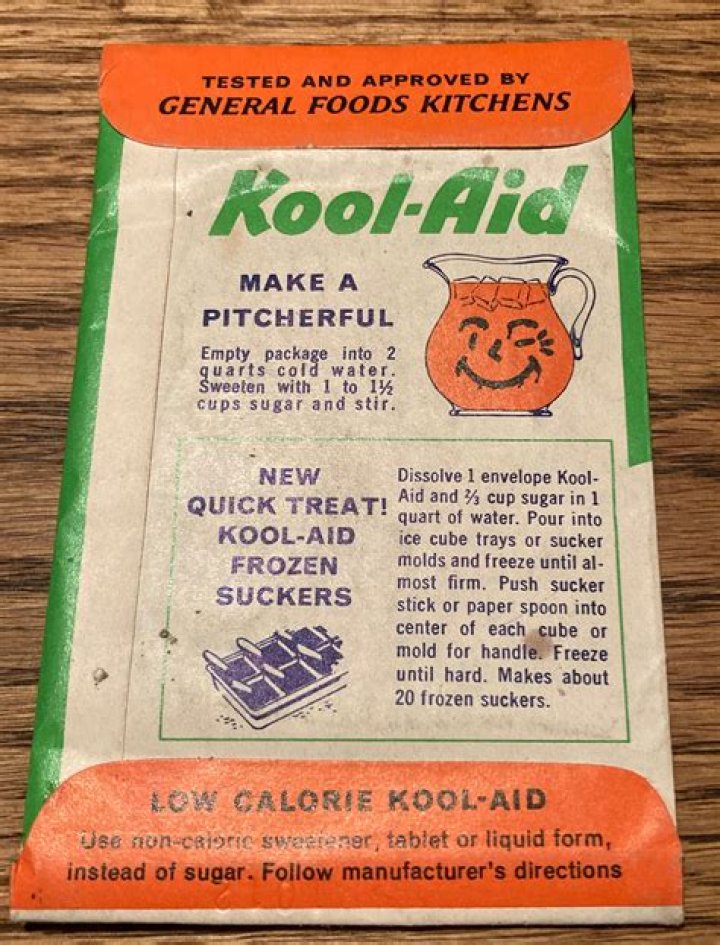 TESTED AND APPROVED BY
GENERAL FOODS KITCHENS
Kool-Aid
MAKE A
PITCHERFUL
Empty package into 2
quarts cold water.
Sweeten with 1 to 1½
cups sugar and stir.
NEW
QUICK TREAT!
KOOL-AID
FROZEN
SUCKERS
Dissolve 1 envelope Kool-
Aid and ⅔ cup sugar in 1
quart of water. Pour into
ice cube trays or sucker
molds and freeze until al-
most firm. Push sucker
stick or paper spoon into
center of each cube or
mold for handle. Freeze
until hard. Makes about
20 frozen suckers.
LOW CALORIE KOOL-AID
Use non-caloric sweetener, tablet or liquid form,
instead of sugar. Follow manufacturer's directions